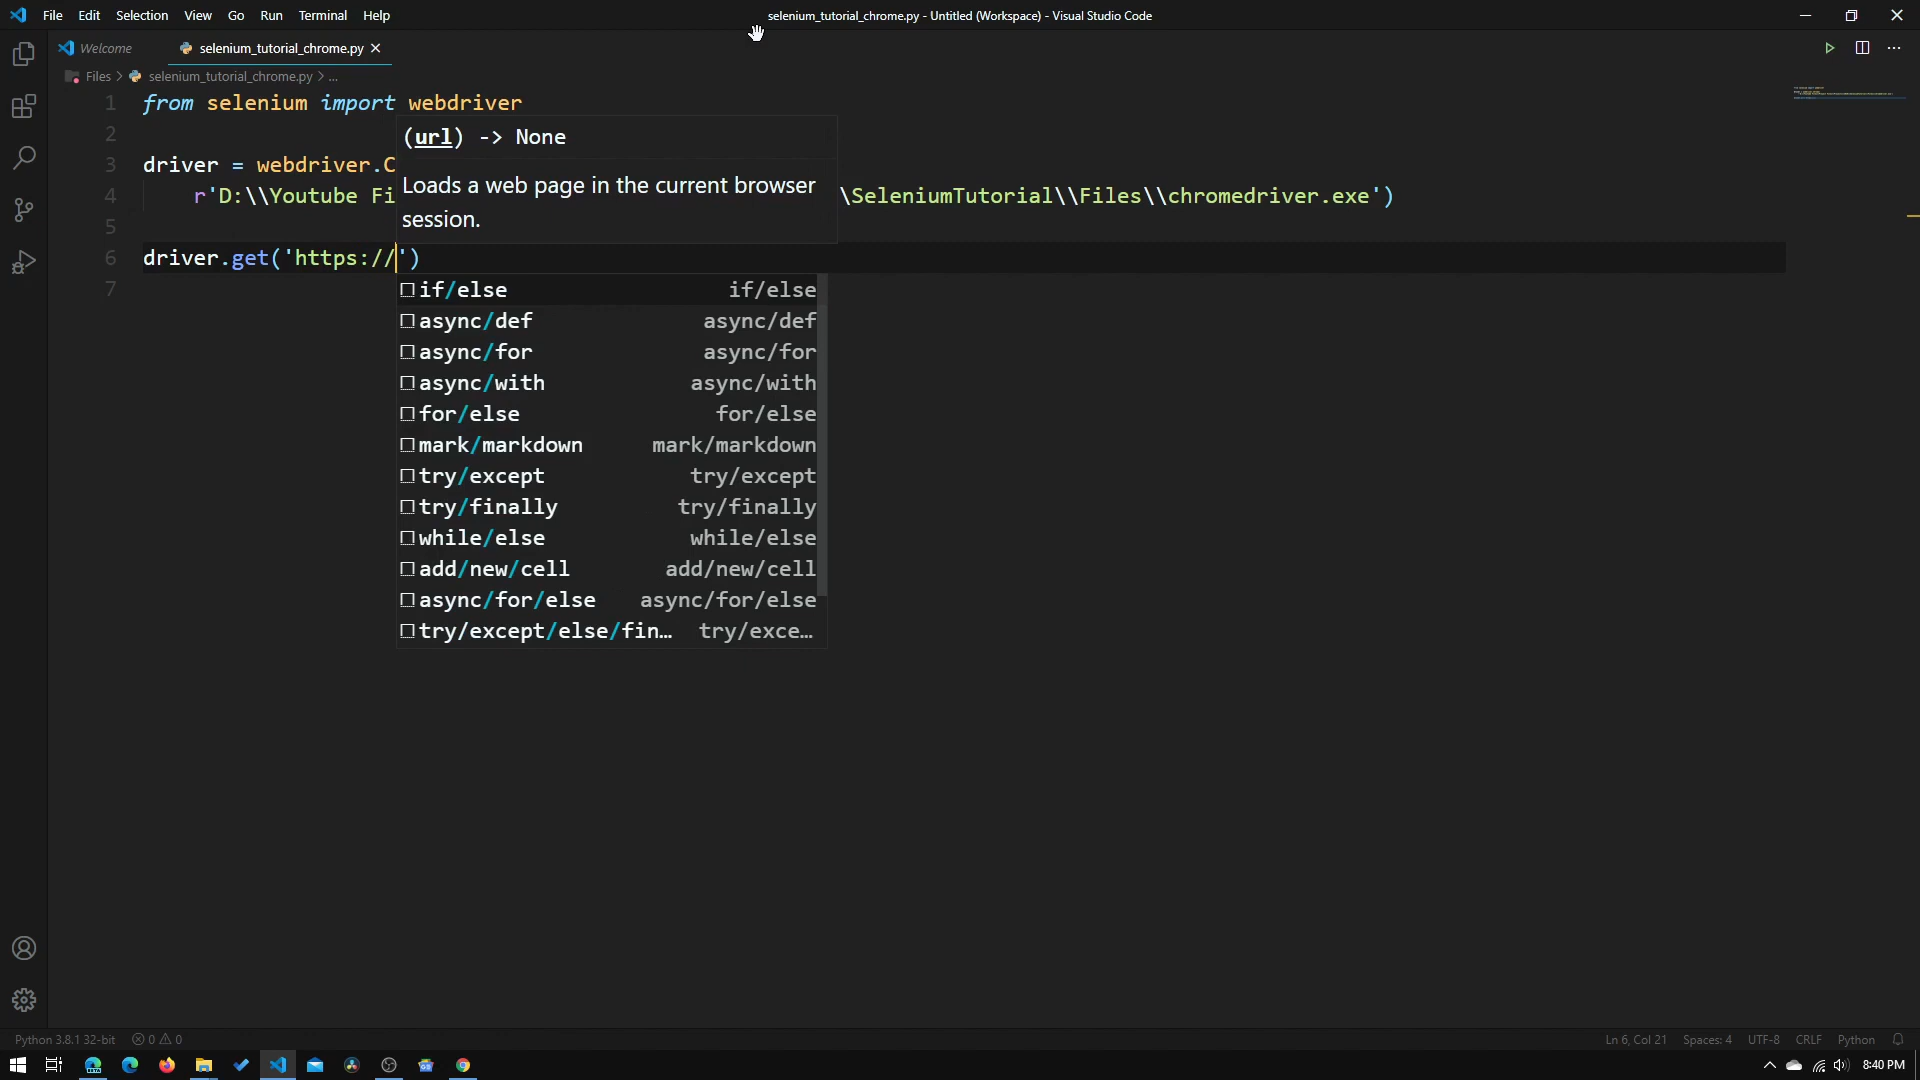 File Edit Selection View Go Run Terminal Help
selenium_tutorial_chrome.py - Untitled (Workspace) - Visual Studio Code
Welcome
selenium_tutorial_chrome.py
Files > selenium_tutorial_chrome.py > ...
1 from selenium import webdriver
2
(url) -> None
3 driver = webdriver.C
Loads a web page in the current browser
session.
4 r'D:\\Youtube Fi \SeleniumTutorial\\Files\\chromedriver.exe')
5
6 driver.get('https://')
7
if/else if/else
async/def async/def
async/for async/for
async/with async/with
for/else for/else
mark/markdown mark/markdown
try/except try/except
try/finally try/finally
while/else while/else
add/new/cell add/new/cell
async/for/else async/for/else
try/except/else/fin... try/exce...
Python 3.8.1 32-bit 0 0
Ln 6, Col 21 Spaces: 4 UTF-8 CRLF Python
8:40 PM